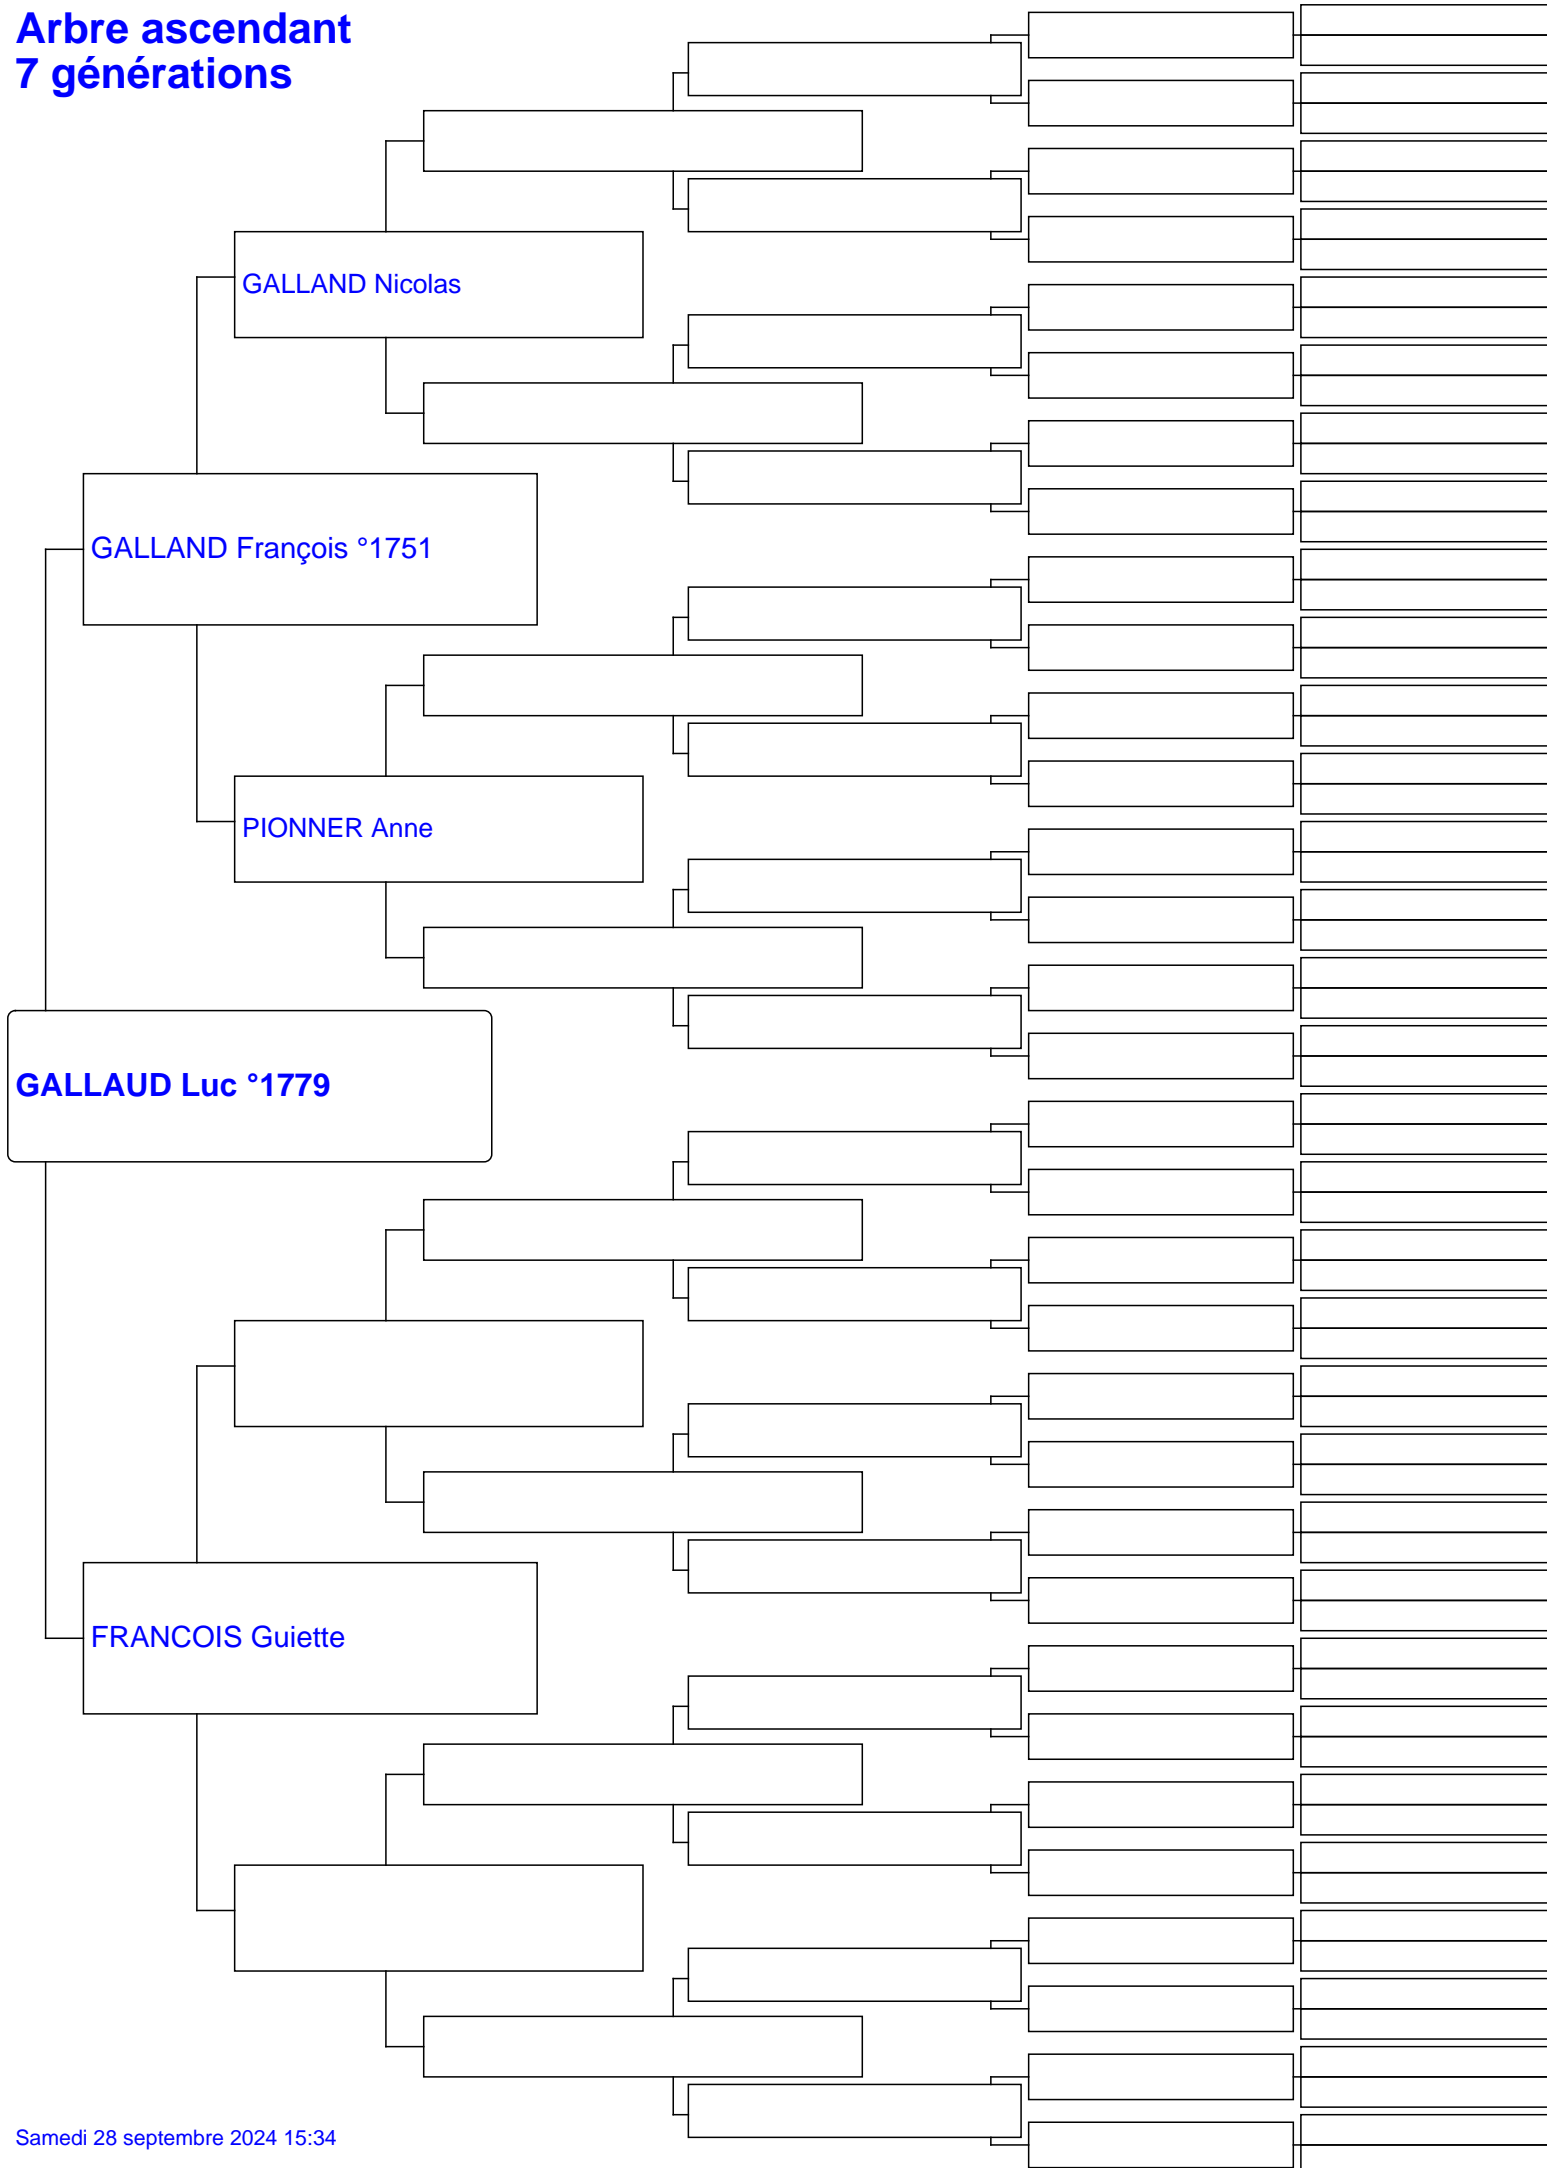 Arbre ascendant
7 générations
GALLAND Nicolas
GALLAND François °1751
PIONNER Anne
GALLAUD Luc °1779
FRANCOIS Guiette
Samedi 28 septembre 2024 15:34